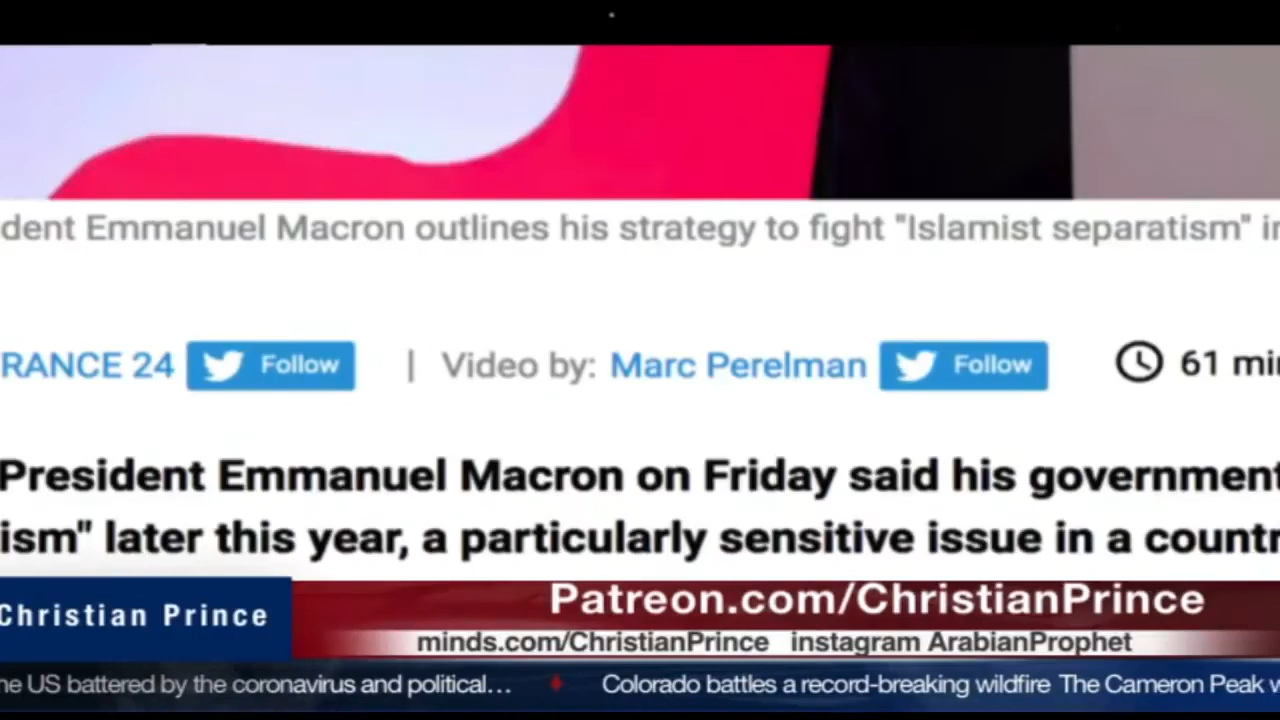 dent Emmanuel Macron outlines his strategy to fight "Islamist separatism" in
RANCE 24 Follow | Video by: Marc Perelman Follow 61 min
President Emmanuel Macron on Friday said his government
ism" later this year, a particularly sensitive issue in a countr
Christian Prince
Patreon.com/ChristianPrince
minds.com/ChristianPrince instagram ArabianProphet
he US battered by the coronavirus and political... Colorado battles a record-breaking wildfire The Cameron Peak w